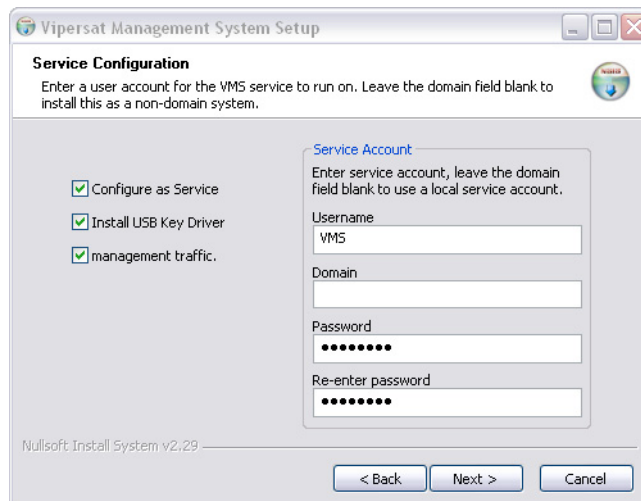 Vipersat Management System Setup
Service Configuration
Enter a user account for the VMS service to run on. Leave the domain field blank to
install this as a non-domain system.
Configure as Service
Install USB Key Driver
management traffic.
Service Account
Enter service account, leave the domain
field blank to use a local service account.
Username
VMS
Domain
Password
●●●●●●●●
Re-enter password
●●●●●●●●
Nullsoft Install System v2.29
< Back
Next >
Cancel